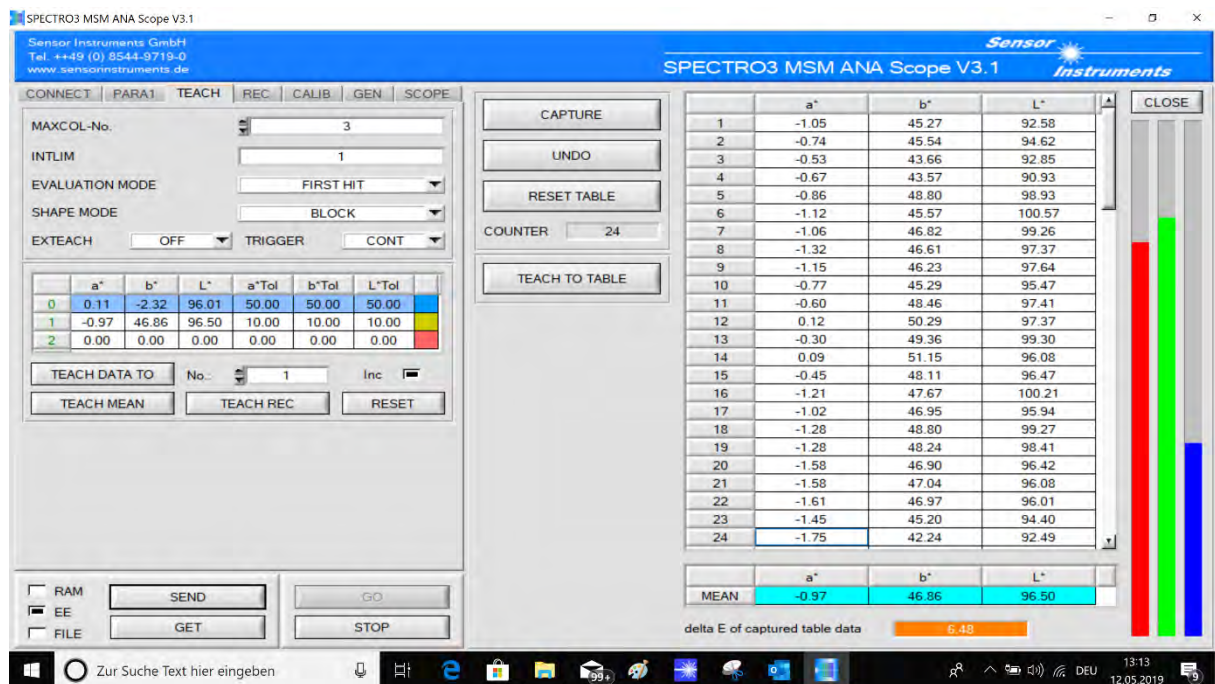 SPECTRO3 MSM ANA Scope V3.1
Sensor Instruments GmbH
Tel. ++49 (0) 8544-9719-0
www.sensorinstruments.de
Sensor
Instruments
SPECTRO3 MSM ANA Scope V3.1
CONNECT PARA1 TEACH REC CALIB GEN SCOPE
MAXCOL-No. 3
INTLIM 1
EVALUATION MODE FIRST HIT
SHAPE MODE BLOCK
EXTEACH OFF TRIGGER CONT
a* b* L* a*Tol b*Tol L*Tol
0 0.11 -2.32 96.01 50.00 50.00 50.00
1 -0.97 46.86 96.50 10.00 10.00 10.00
2 0.00 0.00 0.00 0.00 0.00 0.00
TEACH DATA TO No.: 1 Inc
TEACH MEAN TEACH REC RESET
RAM
EE
FILE
SEND GO
GET STOP
CAPTURE
UNDO
RESET TABLE
COUNTER 24
TEACH TO TABLE
a* b* L*
1 -1.05 45.27 92.58
2 -0.74 45.54 94.62
3 -0.53 43.66 92.85
4 -0.67 43.57 90.93
5 -0.86 48.80 98.93
6 -1.12 45.57 100.57
7 -1.06 46.82 99.26
8 -1.32 46.61 97.37
9 -1.15 46.23 97.64
10 -0.77 45.29 95.47
11 -0.60 48.46 97.41
12 0.12 50.29 97.37
13 -0.30 49.36 99.30
14 0.09 51.15 96.08
15 -0.45 48.11 96.47
16 -1.21 47.67 100.21
17 -1.02 46.95 95.94
18 -1.28 48.80 99.27
19 -1.28 48.24 98.41
20 -1.58 46.90 96.42
21 -1.58 47.04 96.08
22 -1.61 46.97 96.01
23 -1.45 45.20 94.40
24 -1.75 42.24 92.49
a* b* L*
MEAN -0.97 46.86 96.50
delta E of captured table data 6.48
CLOSE
Zur Suche Text hier eingeben
99+
DEU
13:13
12.05.2019
9